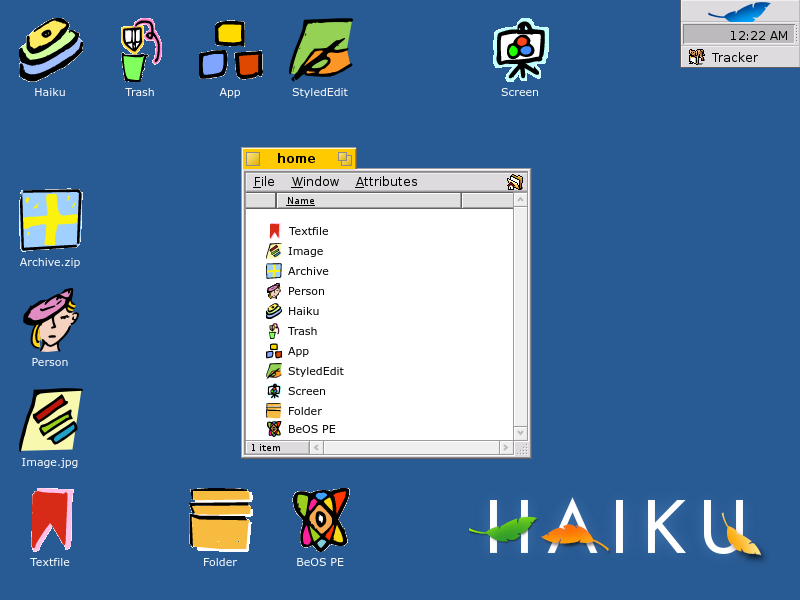 12:22 AM
Tracker
Haiku
Trash
App
StyledEdit
Screen
home
File Window Attributes
Name
Textfile
Image
Archive
Person
Haiku
Trash
App
StyledEdit
Screen
Folder
BeOS PE
1 item
Archive.zip
Person
Image.jpg
Textfile
Folder
BeOS PE
HAIKU